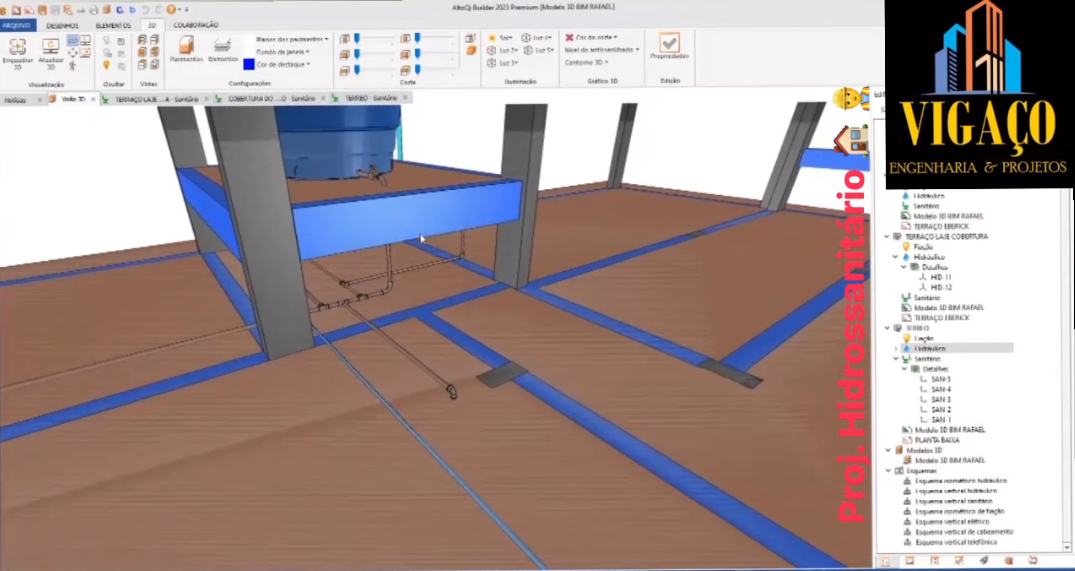 AltoQi Builder 2023 Premium [Modelo 3D BIM RAFAEL]
ARQUIVO DESENHOS ELEMENTOS 3D COLABORAÇÃO
Enquadrar 3D
Atualizar 3D
Visualização
Ocultar
Vistas
Pavimentos
Elementos
Planos dos pavimentos
Fundo da janela
Cor de destaque
Configurações
Corte
Sol
Luz 2
Luz 3
Luz 4
Luz 5
Iluminação
Cor do corte
Nível do antisserrilhado
Contorno 3D
Gráfico 3D
Propriedades
Edição
Notícias
Visão 3D
TERRAÇO LAJE ...A - Sanitário
COBERTURA DO ...O - Sanitário
TERREO - Sanitário
VIGAÇO
ENGENHARIA & PROJETOS
Proj. Hidrossanitário
Hidráulico
Sanitário
Modelo 3D BIM RAFAEL
TERRAÇO EBERICK
TERRAÇO LAJE COBERTURA
Fiação
Hidráulico
Detalhes
HID-11
HID-12
Sanitário
Modelo 3D BIM RAFAEL
TERRAÇO EBERICK
TERREO
Fiação
Hidráulico
Sanitário
Detalhes
SAN-5
SAN-4
SAN-3
SAN-2
SAN-1
Modelo 3D BIM RAFAEL
PLANTA BAIXA
Modelos 3D
Modelo 3D BIM RAFAEL
Esquemas
Esquema isométrico hidráulico
Esquema vertical hidráulico
Esquema vertical sanitário
Esquema isométrico de fiação
Esquema vertical elétrico
Esquema vertical de cabeamento
Esquema vertical telefônico